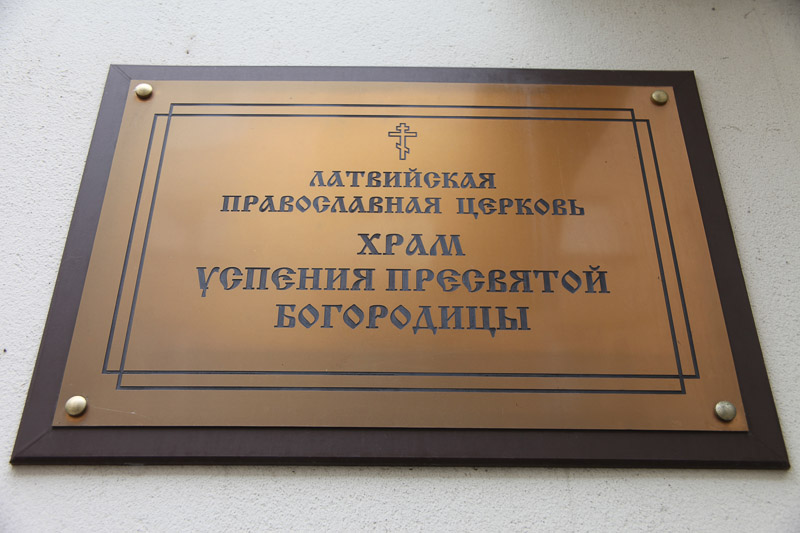 ЛАТВИЙСКАЯ
ПРАВОСЛАВНАЯ ЦЕРКОВЬ
ХРАМ
УСПЕНИЯ ПРЕСВЯТОЙ
БОГОРОДИЦЫ